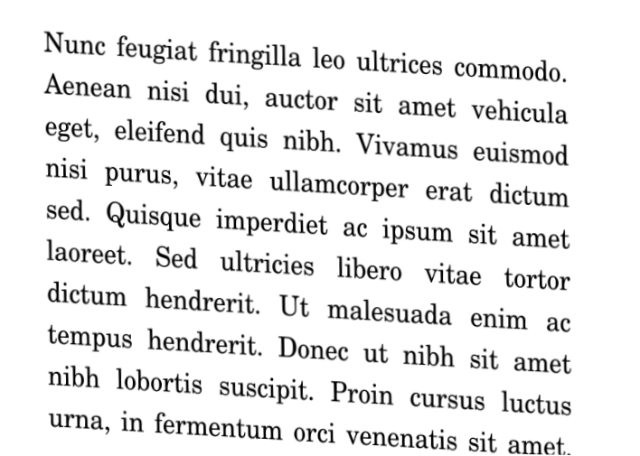 Nunc feugiat fringilla leo ultrices commodo.
Aenean nisi dui, auctor sit amet vehicula
eget, eleifend quis nibh. Vivamus euismod
nisi purus, vitae ullamcorper erat dictum
sed. Quisque imperdiet ac ipsum sit amet
laoreet. Sed ultricies libero vitae tortor
dictum hendrerit. Ut malesuada enim ac
tempus hendrerit. Donec ut nibh sit amet
nibh lobortis suscipit. Proin cursus luctus
urna, in fermentum orci venenatis sit amet.